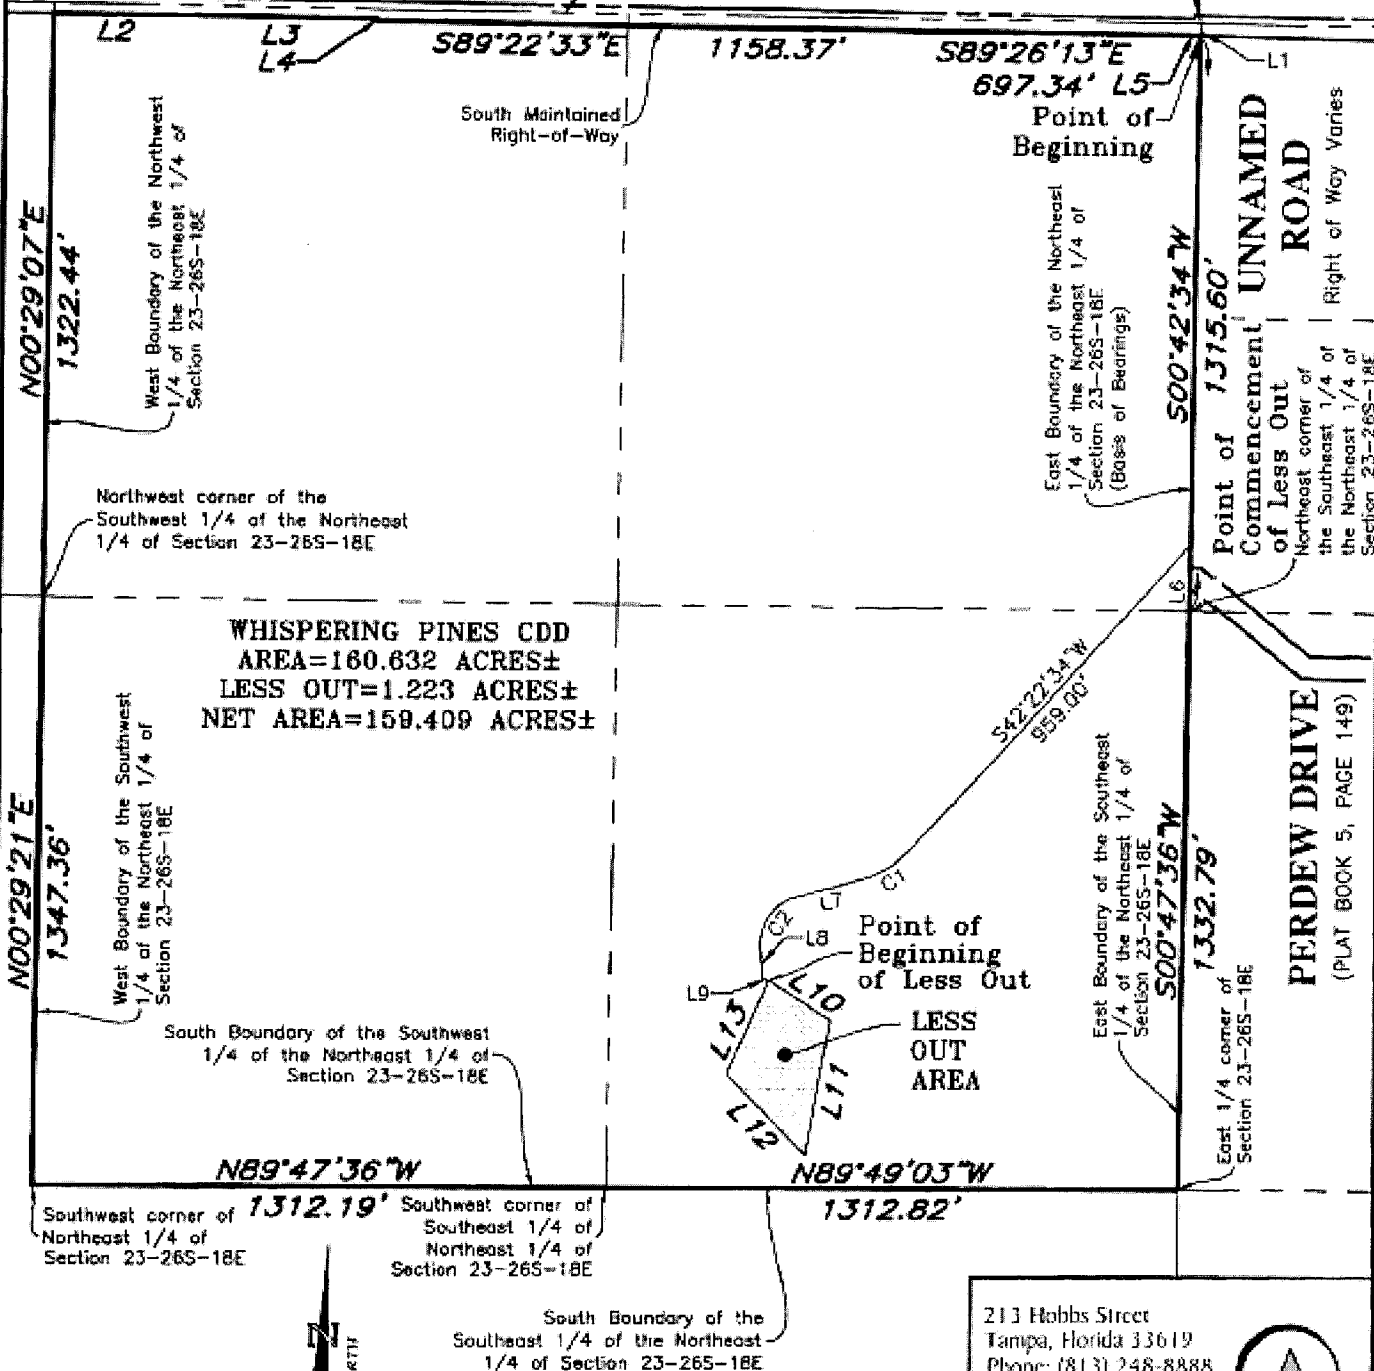 L2
L3
L4
S89°22'33"E
1158.37'
S89°26'13"E
697.34' L5
L1
South Maintained
Right-of-Way
Point of
Beginning
UNNAMED
ROAD
Right of Way Varies
N00°29'07"E
1322.44'
West Boundary of the Northwest
1/4 of the Northeast 1/4 of
Section 23-26S-18E
East Boundary of the Northeast
1/4 of the Northeast 1/4 of
Section 23-26S-18E
(Basis of Bearings)
S00°42'34"W
1315.60'
Point of
Commencement
of Less Out
Northeast corner of
the Southeast 1/4 of
the Northeast 1/4 of
Section 23-26S-18E
Northwest corner of the
Southwest 1/4 of the Northeast
1/4 of Section 23-26S-18E
L6
WHISPERING PINES CDD
AREA=160.632 ACRES±
LESS OUT=1.223 ACRES±
NET AREA=159.409 ACRES±
S42°22'34"W
959.00'
PERDEW DRIVE
(PLAT BOOK 5, PAGE 149)
N00°29'21"E
1347.36'
West Boundary of the Southwest
1/4 of the Northeast 1/4 of
Section 23-26S-18E
East Boundary of the Southeast
1/4 of the Northeast 1/4 of
Section 23-26S-18E
S00°47'36"W
1332.79'
C1
L7
C2
L8
Point of
Beginning
of Less Out
L9
L10
L13
LESS
OUT
AREA
L11
L12
South Boundary of the Southwest
1/4 of the Northeast 1/4 of
Section 23-26S-18E
East 1/4 corner of
Section 23-26S-18E
N89°47'36"W
1312.19'
N89°49'03"W
1312.82'
Southwest corner of
Northeast 1/4 of
Section 23-26S-18E
Southwest corner of
Southeast 1/4 of
Northeast 1/4 of
Section 23-26S-18E
South Boundary of the
Southeast 1/4 of the Northeast
1/4 of Section 23-26S-18E
N
213 Hobbs Street
Tampa, Florida 33619
Phone: (813) 248-8888